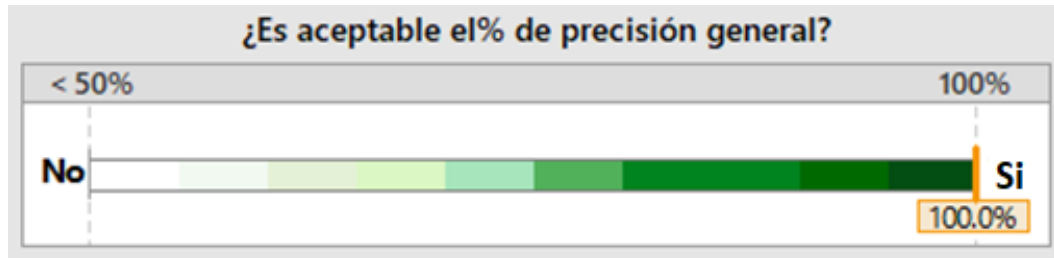 ¿Es aceptable el% de precisión general?
< 50% 100%
No Si
100.0%